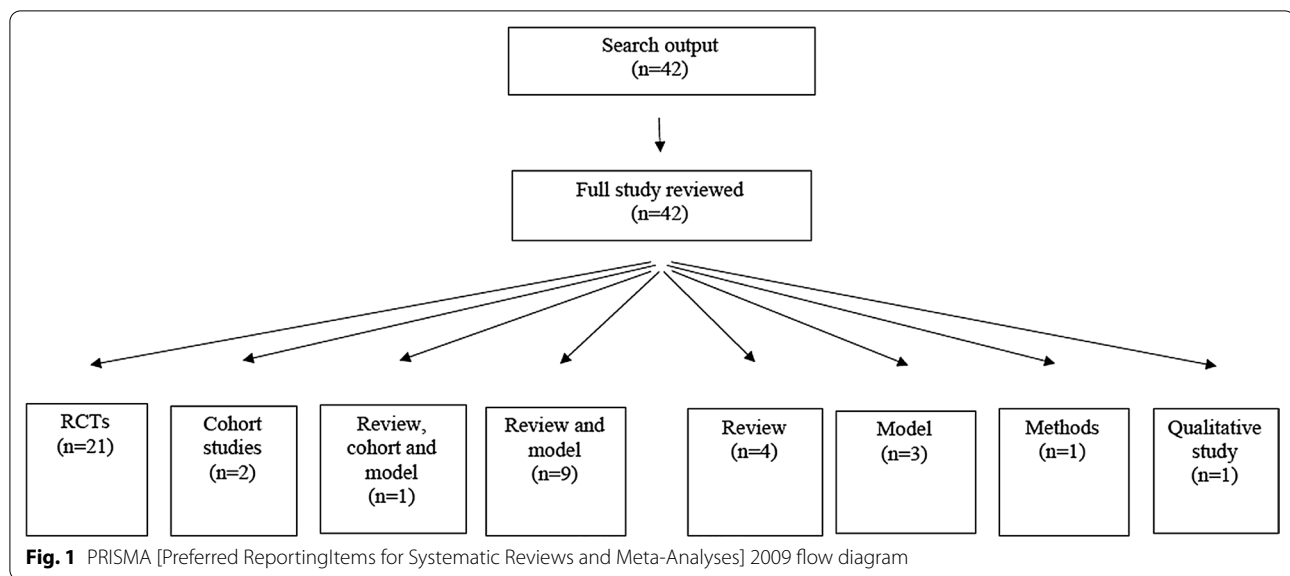 Search output
(n=42)
Full study reviewed
(n=42)
RCTs
(n=21)
Cohort
studies
(n=2)
Review,
cohort and
model
(n=1)
Review and
model
(n=9)
Review
(n=4)
Model
(n=3)
Methods
(n=1)
Qualitative
study
(n=1)
Fig. 1 PRISMA [Preferred ReportingItems for Systematic Reviews and Meta-Analyses] 2009 flow diagram